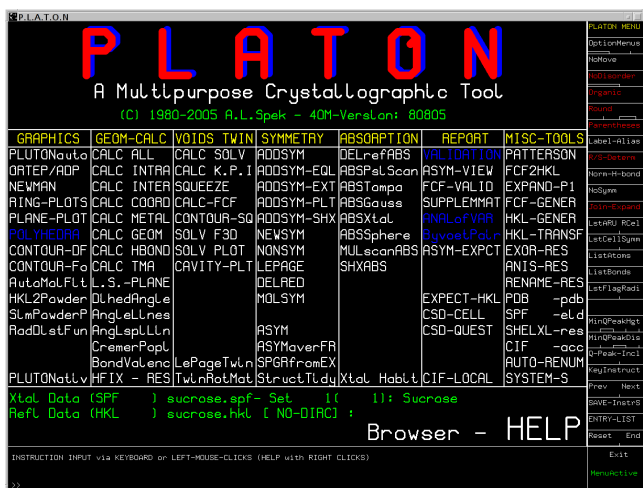 P.L.A.T.O.N
PLATON
A Multipurpose Crystallographic Tool
(C) 1980-2005 A.L.Spek - 40M-Version: 80805
GRAPHICS GEOM-CALC VOIDS TWIN SYMMETRY ABSORPTION REPORT MISC-TOOLS
PLUTONauto CALC ALL CALC SOLV ADDSYM DELrefABS VALIDATION PATTERSON
ORTEP/ADP CALC INTRA CALC K.P.I ADDSYM-EQL ABSPsiScan ASYM-VIEW FCF2HKL
NEWMAN CALC INTER SQUEEZE ADDSYM-EXT ABSTompa FCF-VALID EXPAND-P1
RING-PLOTS CALC COORD CALC-FCF ADDSYM-PLT ABSGauss SUPPLEMMAT FCF-GENER
PLANE-PLOT CALC METAL CONTOUR-SQ ADDSYM-SHX ABSXtal ANALofVAR HKL-GENER
POLYHEDRA CALC GEOM SOLV F3D NEWSYM ABSSphere ByvoetPair HKL-TRANSF
CONTOUR-DF CALC HBOND SOLV PLOT NONSYM MULscanABS ASYM-EXPCT EXOR-RES
CONTOUR-Fo CALC TMA CAVITY-PLT LEPAGE SHXABS ANIS-RES
AutoMolFit L.S.-PLANE DELRED RENAME-RES
HKL2Powder DihedAngle MOLSYM EXPECT-HKL PDB -pdb
SimPowderP AngleLines CSD-CELL SPF -eld
RadDistFun AnglsplLin ASYM CSD-QUEST SHELXL-res
CremerPopl ASYMaverFR CIF -acc
BondValenc LePageTwin SPGRfromEX AUTO-RENUM
PLUTONativ HFIX - RES TwinRotMat StructTidy Xtal Habit CIF-LOCAL SYSTEM-S
Xtal Data (SPF ) sucrose.spf- Set 1( 1): Sucrose
Refl Data (HKL ) sucrose.hkl [ NO-DIRC] :
Browser - HELP
INSTRUCTION INPUT via KEYBOARD or LEFT-MOUSE-CLICKS (HELP with RIGHT CLICKS)
>>
PLATON MENU
OptionMenus
NoMove
NoDisorder
Organic
Round
Parentheses
Label-Alias
R/S-Determ
Norm-H-bond
NoSymm
Join-Expand
LstARU RCel
LstCellSymm
ListAtoms
ListBonds
LstFlagRadi
MinQPeakHgt
MinQPeakDis
Q-Peak-Incl
KeyInstruct
Prev Next
SAVE-InstrS
ENTRY-LIST
Reset End
Exit
MenuActive